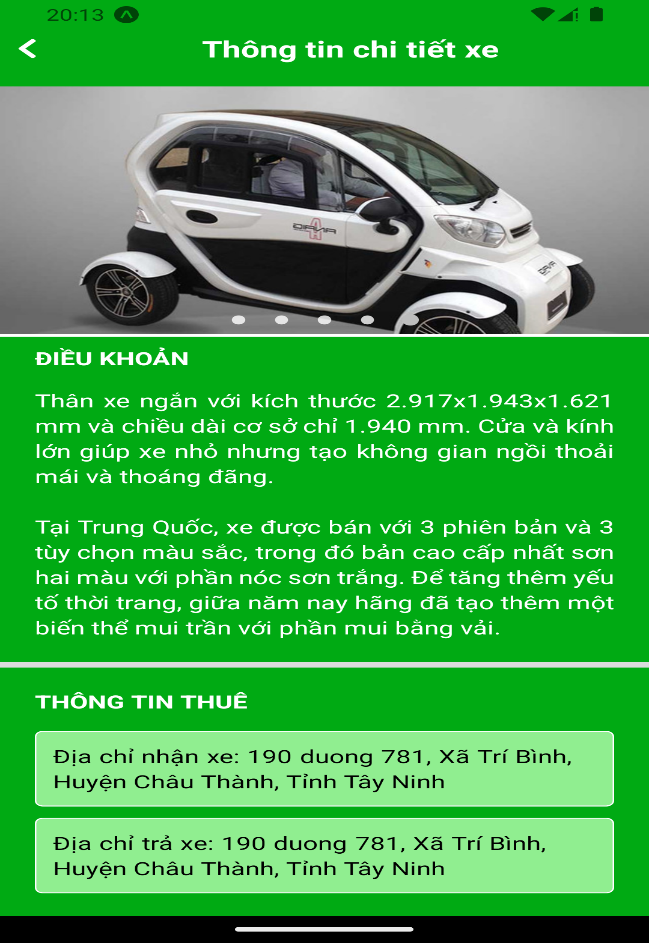 20:13
Thông tin chi tiết xe
DIANA
DIANA
ĐIỀU KHOẢN
Thân xe ngắn với kích thước 2.917x1.943x1.621
mm và chiều dài cơ sở chỉ 1.940 mm. Cửa và kính
lớn giúp xe nhỏ nhưng tạo không gian ngồi thoải
mái và thoáng đãng.
Tại Trung Quốc, xe được bán với 3 phiên bản và 3
tùy chọn màu sắc, trong đó bản cao cấp nhất sơn
hai màu với phần nóc sơn trắng. Để tăng thêm yếu
tố thời trang, giữa năm nay hãng đã tạo thêm một
biến thể mui trần với phần mui bằng vải.
THÔNG TIN THUÊ
Địa chỉ nhận xe: 190 duong 781, Xã Trí Bình,
Huyện Châu Thành, Tỉnh Tây Ninh
Địa chỉ trả xe: 190 duong 781, Xã Trí Bình,
Huyện Châu Thành, Tỉnh Tây Ninh